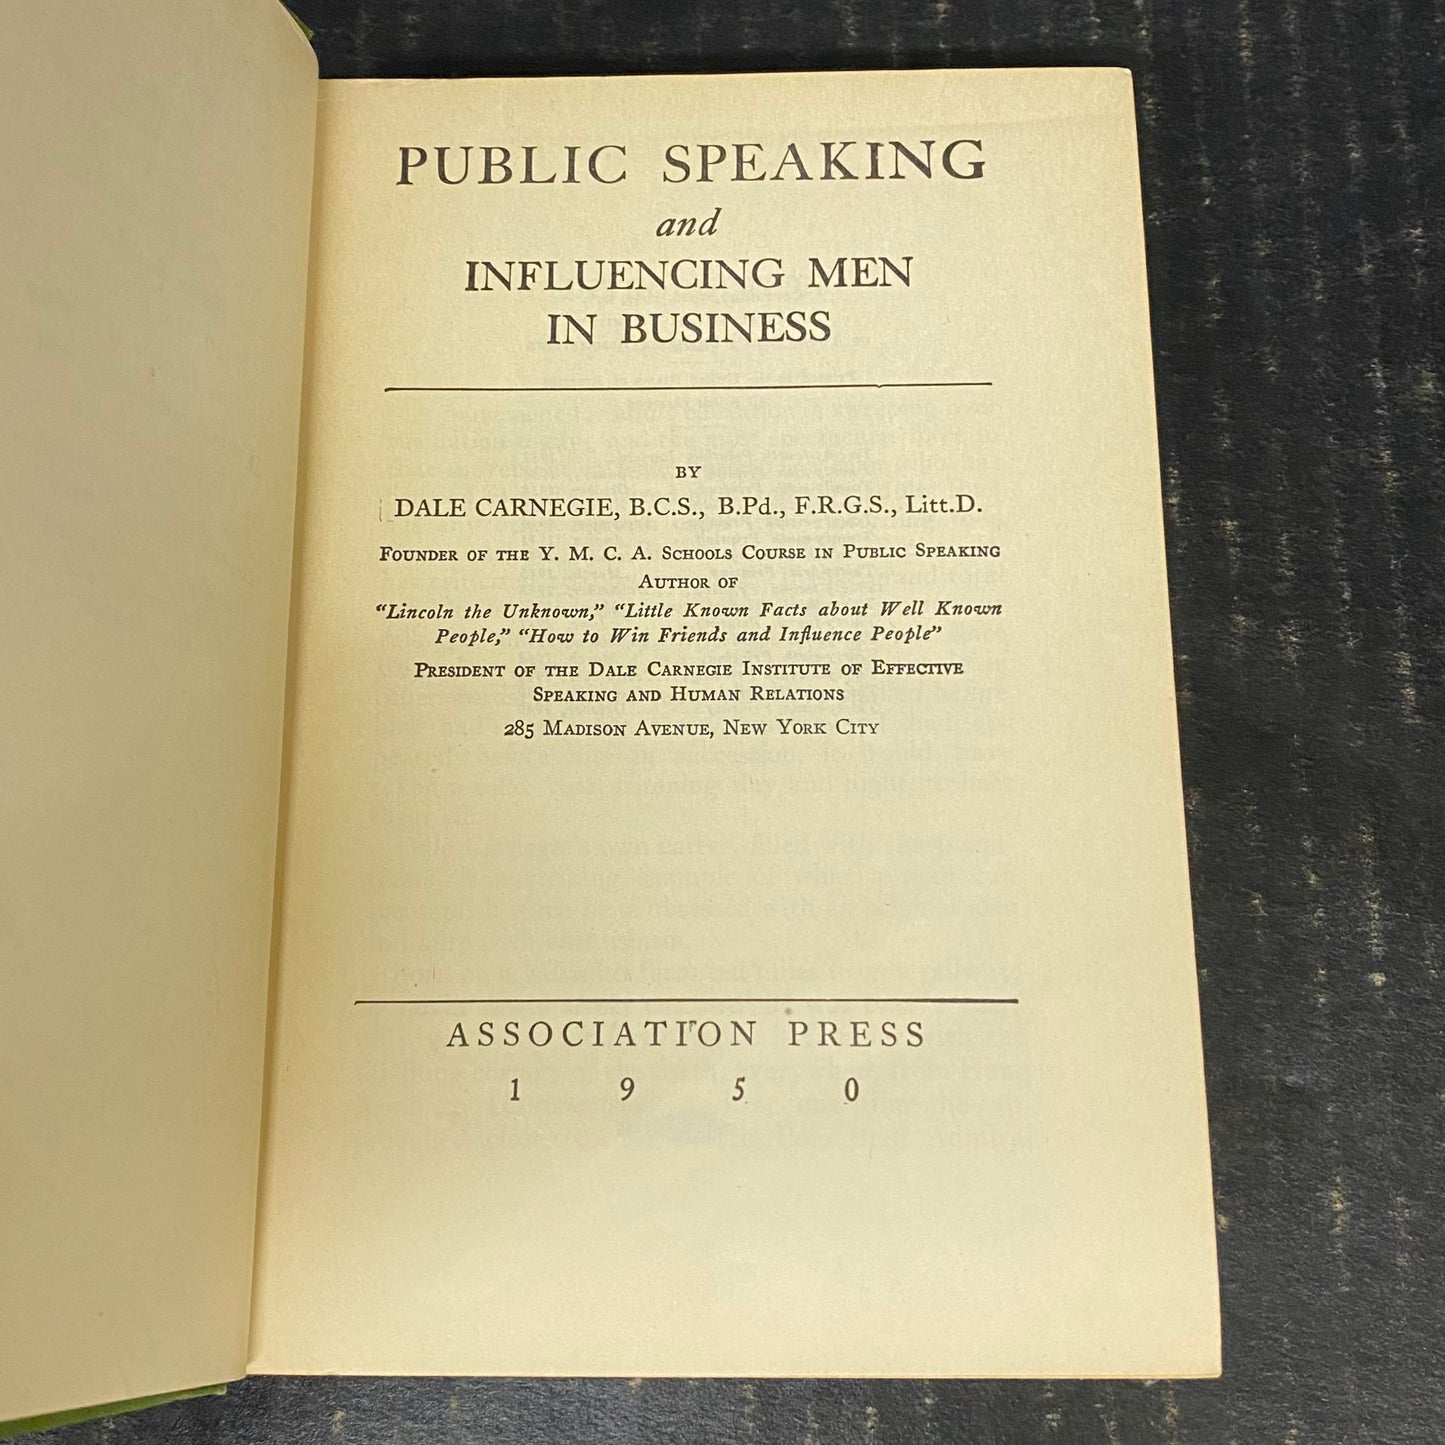 PUBLIC SPEAKING
and
INFLUENCING MEN
IN BUSINESS
BY
DALE CARNEGIE, B.C.S., B.Pd., F.R.G.S., Litt.D.
FOUNDER OF THE Y. M. C. A. SCHOOLS COURSE IN PUBLIC SPEAKING
AUTHOR OF
“Lincoln the Unknown,” “Little Known Facts about Well Known
People,” “How to Win Friends and Influence People”
PRESIDENT OF THE DALE CARNEGIE INSTITUTE OF EFFECTIVE
SPEAKING AND HUMAN RELATIONS
285 MADISON AVENUE, NEW YORK CITY
ASSOCIATION PRESS
1 9 5 0